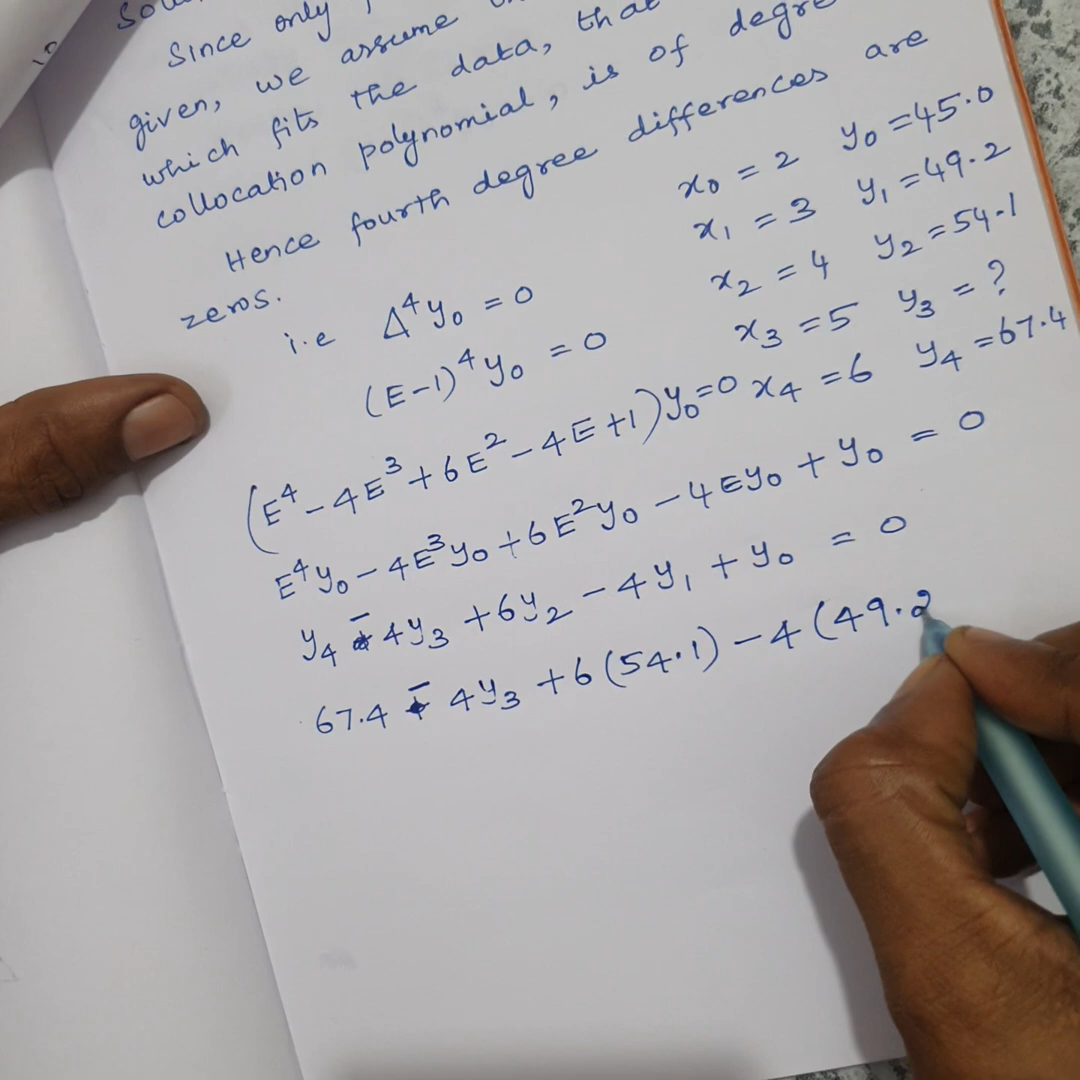 Since only
given, we assume
which fits the data, that
collocation polynomial, is of degre
Hence fourth degree differences are
zeros.
x₀ = 2 y₀ = 45.0
x₁ = 3 y₁ = 49.2
x₂ = 4 y₂ = 54.1
x₃ = 5 y₃ = ?
x₄ = 6 y₄ = 67.4
i.e Δ⁴y₀ = 0
(E-1)⁴y₀ = 0
(E⁴ - 4E³ + 6E² - 4E + 1)y₀ = 0
E⁴y₀ - 4E³y₀ + 6E²y₀ - 4Ey₀ + y₀ = 0
y₄ - 4y₃ + 6y₂ - 4y₁ + y₀ = 0
67.4 - 4y₃ + 6(54.1) - 4(49.2